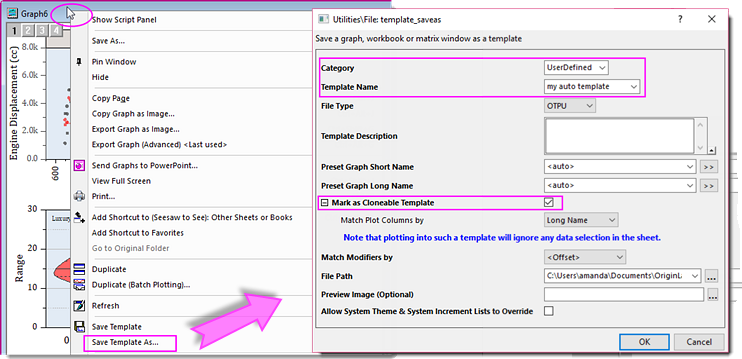 Graph6
1 2 3 4
Engine Displacement (cc)
8.0k
6.0k
4.0k
2.0k
0.0
600
30
Luxury
25
20
15
10
5
0
Range
Show Script Panel
Save As...
Pin Window
Hide
Copy Page
Copy Graph as Image...
Export Graph as Image...
Export Graph (Advanced) <Last used>
Send Graphs to PowerPoint...
View Full Screen
Print...
Add Shortcut to (Seesaw to See): Other Sheets or Books
Add Shortcut to Favorites
Go to Original Folder
Duplicate
Duplicate (Batch Plotting)...
Refresh
Save Template
Save Template As...
Utilities\File: template_saveas
? ×
Save a graph, workbook or matrix window as a template
Category
UserDefined
Template Name
my auto template
File Type
OTPU
Template Description
Preset Graph Short Name
<auto>
>>
Preset Graph Long Name
<auto>
>>
Mark as Cloneable Template
Match Plot Columns by
Long Name
Note that plotting into such a template will ignore any data selection in the sheet.
Match Modifiers by
<Offset>
File Path
C:\Users\amanda\Documents\OriginLa
...
Preview Image (Optional)
...
Allow System Theme & System Increment Lists to Override
OK
Cancel